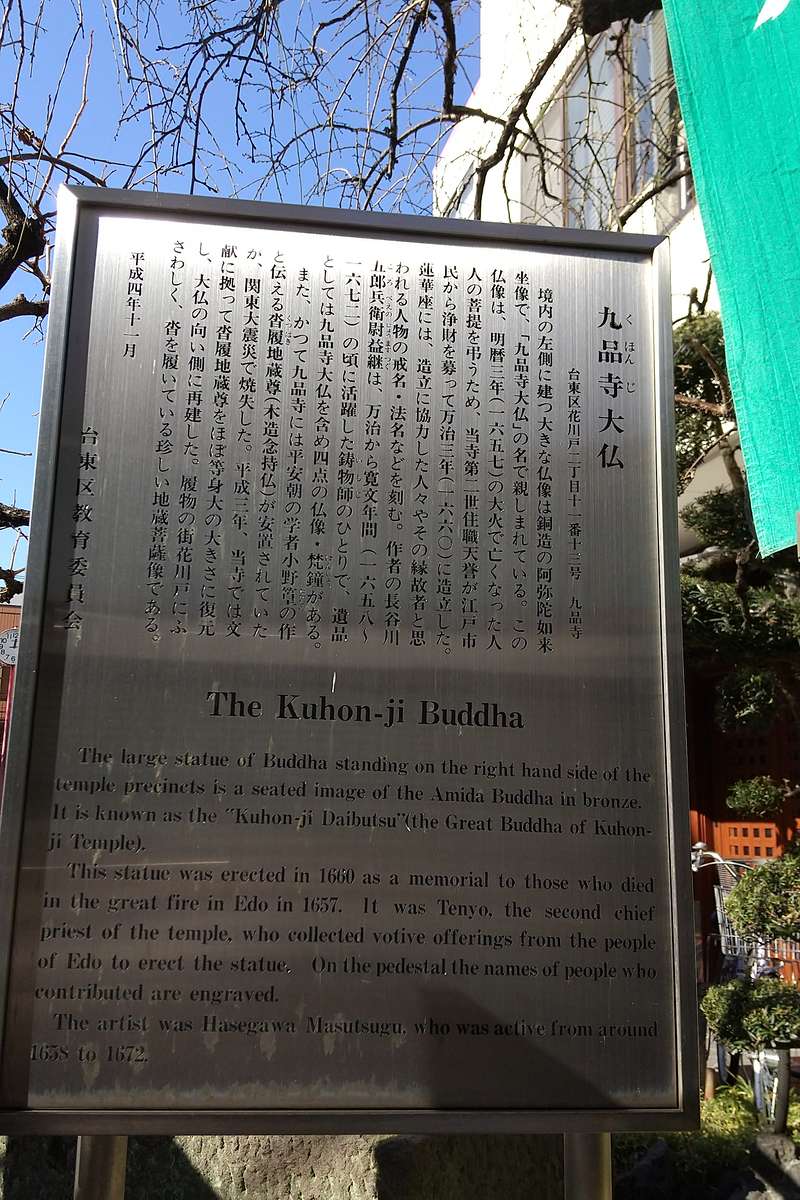 九品寺大仏
くほんじ
台東区花川戸二丁目十一番十三号　九品寺
境内の左側に建つ大きな仏像は銅造の阿弥陀如来
坐像で、「九品寺大仏」の名で親しまれている。この
仏像は、明暦三年（一六五七）の大火で亡くなった人
人の菩提を弔うため、当寺第二世住職天誉が江戸市
民から浄財を募って万治三年（一六六〇）に造立した。
蓮華座には、造立に協力した人々やその縁故者と思
われる人物の戒名・法名などを刻む。作者の長谷川
五郎兵衛尉益継は、万治から寛文年間（一六五八〜
一六七二）の頃に活躍した鋳物師のひとりで、遺品
としては九品寺大仏を含め四点の仏像・梵鐘がある。
また、かつて九品寺には平安朝の学者小野篁の作
と伝える沓履地蔵尊（木造念持仏）が安置されていた
が、関東大震災で焼失した。平成三年、当寺では文
献に拠って沓履地蔵尊をほぼ等身大の大きさに復元
し、大仏の向い側に再建した。履物の街花川戸にふ
さわしく、沓を履いている珍しい地蔵菩薩像である。
平成四年十一月
台東区教育委員会
The Kuhon-ji Buddha
The large statue of Buddha standing on the right hand side of the
temple precincts is a seated image of the Amida Buddha in bronze.
It is known as the "Kuhon-ji Daibutsu"(the Great Buddha of Kuhon-
ji Temple).
This statue was erected in 1660 as a memorial to those who died
in the great fire in Edo in 1657. It was Tenyo, the second chief
priest of the temple, who collected votive offerings from the people
of Edo to erect the statue. On the pedestal, the names of people who
contributed are engraved.
The artist was Hasegawa Masutsugu, who was active from around
1658 to 1672.